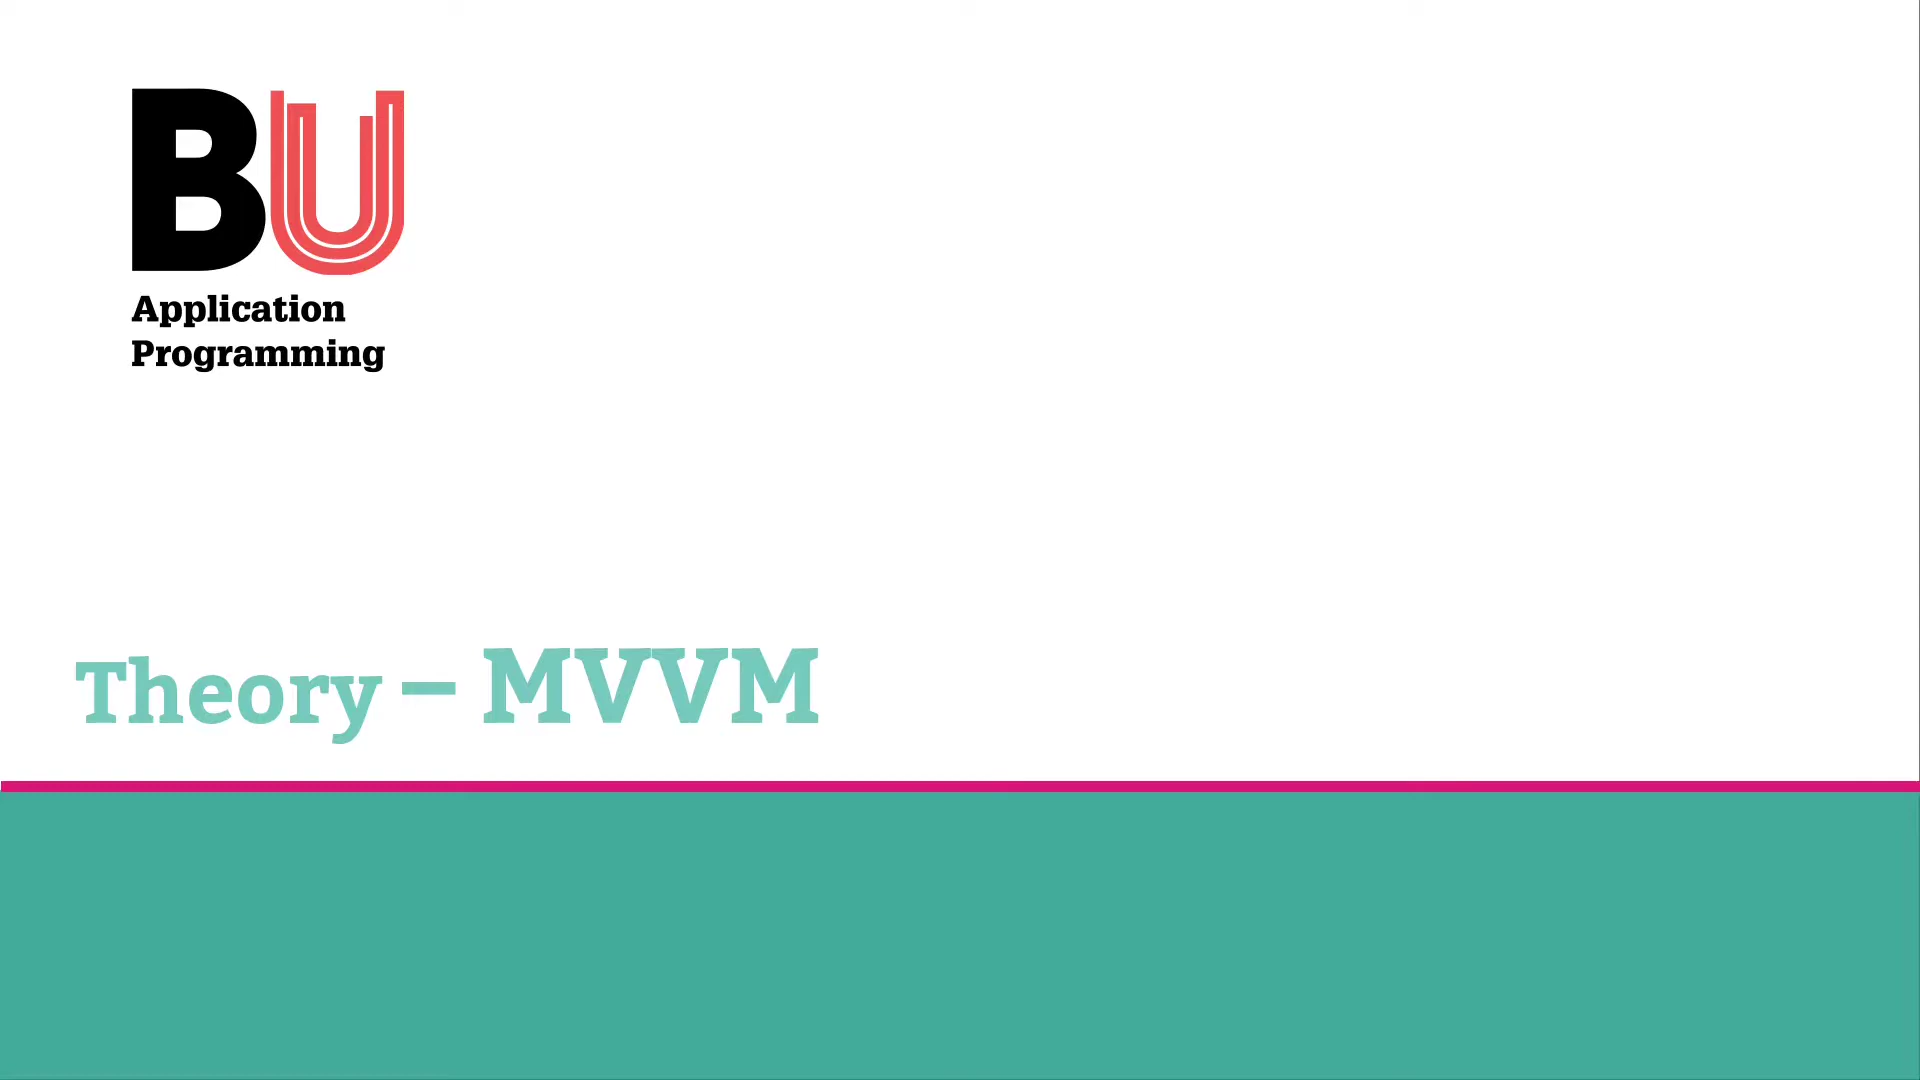 BU
Application
Programming
Theory – MVVM